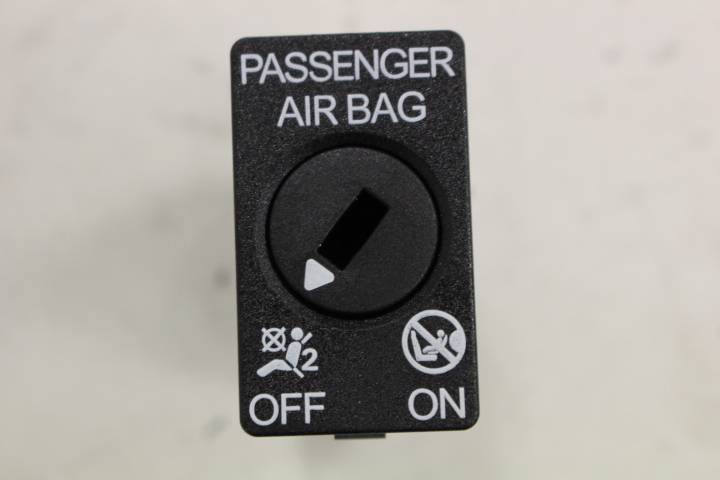 PASSENGER
AIR BAG
2
OFF ON